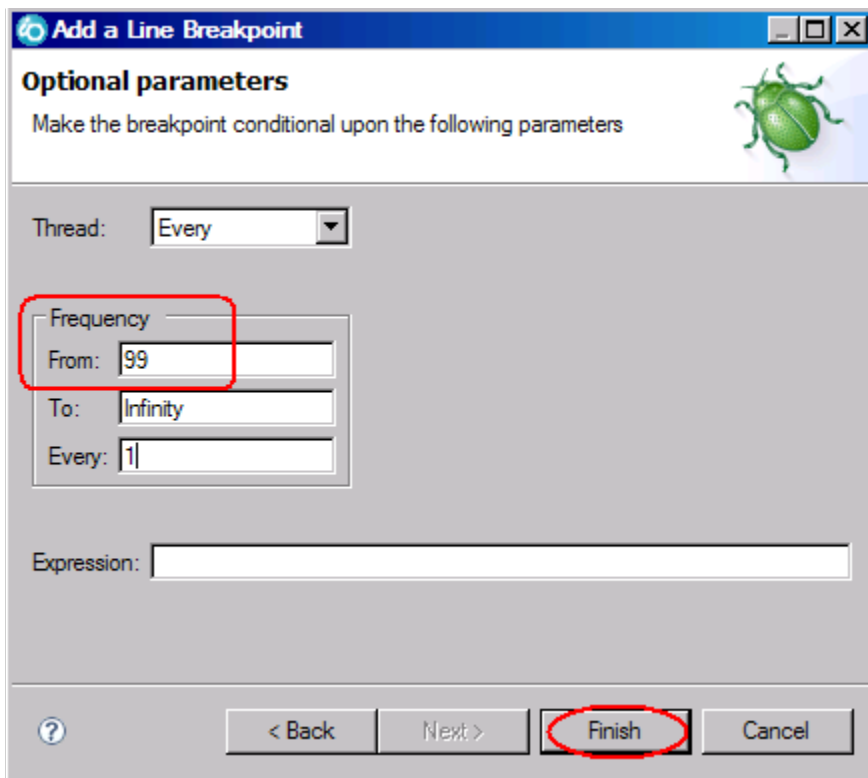 Add a Line Breakpoint
Optional parameters
Make the breakpoint conditional upon the following parameters
Thread: Every
Frequency
From: 99
To: Infinity
Every: 1
Expression:
? < Back Next > Finish Cancel